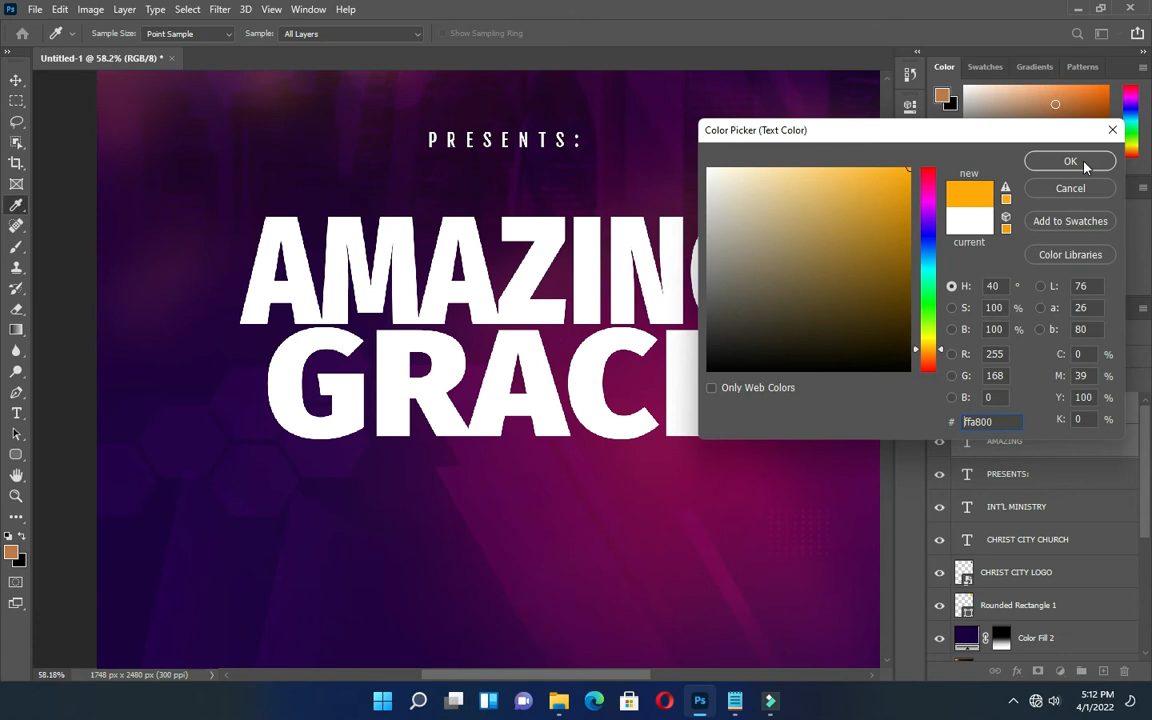 Ps File Edit Image Layer Type Select Filter 3D View Window Help
Sample Size: Point Sample Sample: All Layers Show Sampling Ring
Untitled-1 @ 58.2% (RGB/8) *
Color Swatches Gradients Patterns
PRESENTS:
AMAZING
GRAC
Color Picker (Text Color)
new
current
OK
Cancel
Add to Swatches
Color Libraries
H: 40 °
S: 100 %
B: 100 %
R: 255
G: 168
B: 0
# ffa800
L: 76
a: 26
b: 80
C: 0 %
M: 39 %
Y: 100 %
K: 0 %
Only Web Colors
AMAZING
PRESENTS:
INT'L MINISTRY
CHRIST CITY CHURCH
CHRIST CITY LOGO
Rounded Rectangle 1
Color Fill 2
58.18% 1748 px x 2480 px (300 ppi)
fx
Ps
5:12 PM
4/1/2022